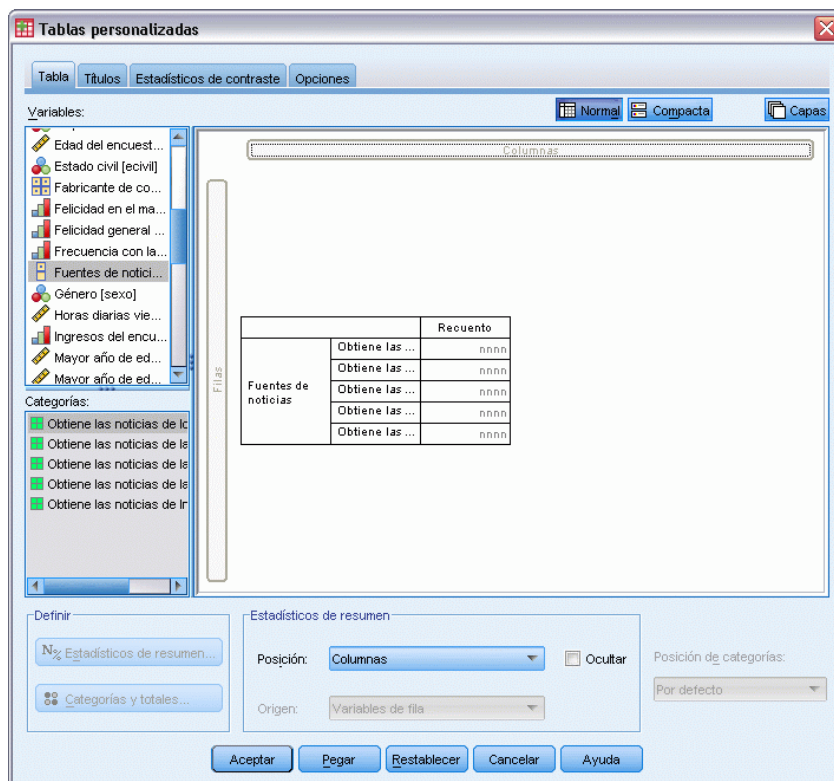 Tablas personalizadas
Tabla Títulos Estadísticos de contraste Opciones
Variables:
Normal Compacta Capas
Edad del encuest...
Estado civil [ecivil]
Fabricante de co...
Felicidad en el ma...
Felicidad general ...
Frecuencia con la...
Fuentes de notici...
Género [sexo]
Horas diarias vie...
Ingresos del encu...
Mayor año de ed...
Mayor año de ed...
Categorías:
Obtiene las noticias de lo
Obtiene las noticias de la
Obtiene las noticias de la
Obtiene las noticias de la
Obtiene las noticias de Ir
Columnas
Filas
Recuento
Fuentes de
noticias
Obtiene las ... nnnn
Obtiene las ... nnnn
Obtiene las ... nnnn
Obtiene las ... nnnn
Obtiene las ... nnnn
Definir
N% Estadísticos de resumen...
Categorías y totales...
Estadísticos de resumen
Posición: Columnas Ocultar
Origen: Variables de fila
Posición de categorías:
Por defecto
Aceptar Pegar Restablecer Cancelar Ayuda